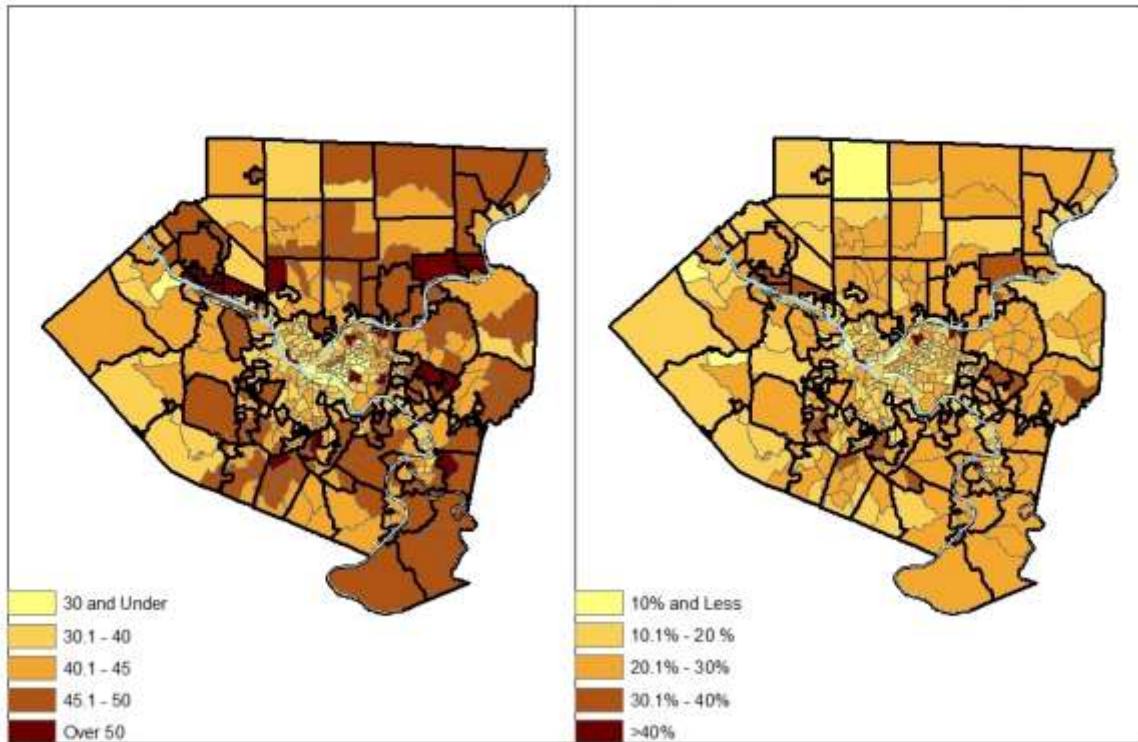 30 and Under
30.1 - 40
40.1 - 45
45.1 - 50
Over 50
10% and Less
10.1% - 20 %
20.1% - 30%
30.1% - 40%
>40%